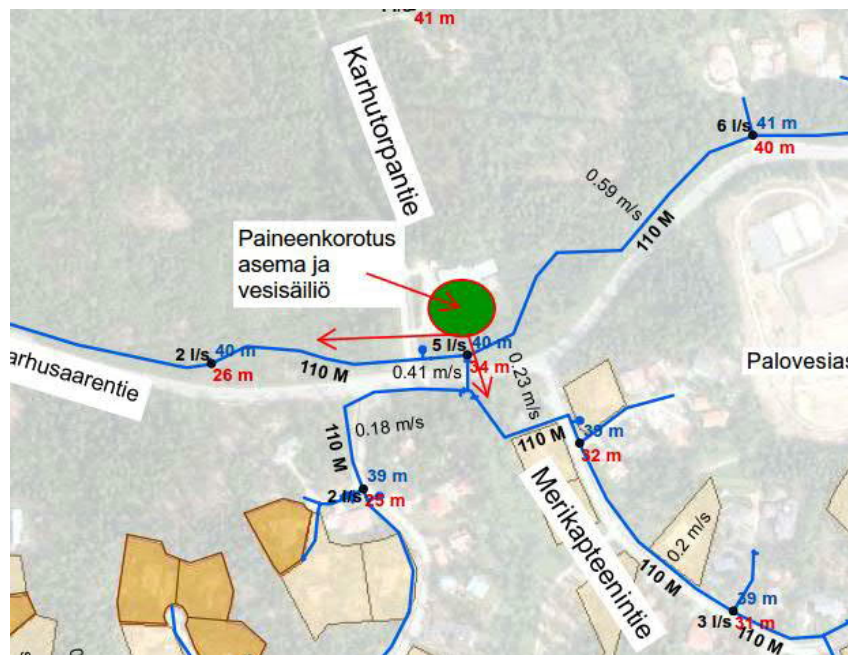 41 m
Karhutorpantie
6 l/s
41 m
40 m
0.59 m/s
110 M
Paineenkorotus
asema ja
vesisäiliö
2 l/s
40 m
26 m
5 l/s
40 m
34 m
arhusaarentie
110 M
0.41 m/s
0.23 m/s
Palovesias
0.18 m/s
110 M
110 M
39 m
32 m
39 m
2 l/s
25 m
Merikapteenintie
0.2 m/s
110 M
39 m
3 l/s
31 m
110 M